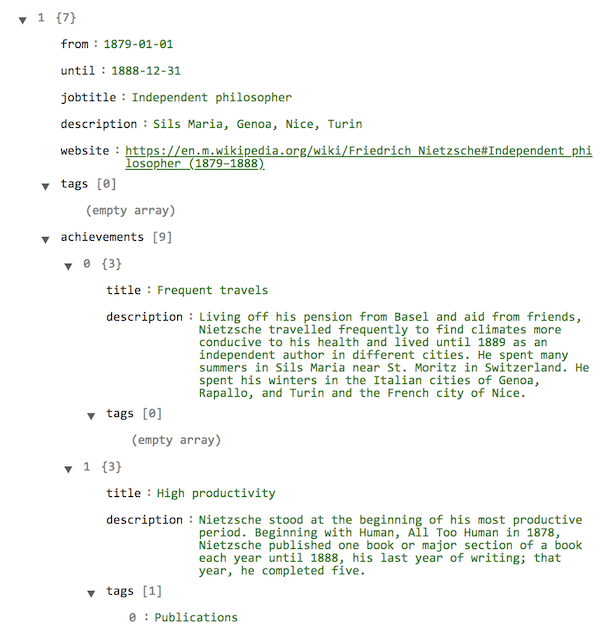 ▼ 1 {7}
from : 1879-01-01
until : 1888-12-31
jobtitle : Independent philosopher
description : Sils Maria, Genoa, Nice, Turin
website : https://en.m.wikipedia.org/wiki/Friedrich_Nietzsche#Independent_phi
losopher_(1879–1888)
▼ tags [0]
(empty array)
▼ achievements [9]
▼ 0 {3}
title : Frequent travels
description : Living off his pension from Basel and aid from friends,
Nietzsche travelled frequently to find climates more
conducive to his health and lived until 1889 as an
independent author in different cities. He spent many
summers in Sils Maria near St. Moritz in Switzerland. He
spent his winters in the Italian cities of Genoa,
Rapallo, and Turin and the French city of Nice.
▼ tags [0]
(empty array)
▼ 1 {3}
title : High productivity
description : Nietzsche stood at the beginning of his most productive
period. Beginning with Human, All Too Human in 1878,
Nietzsche published one book or major section of a book
each year until 1888, his last year of writing; that
year, he completed five.
▼ tags [1]
0 : Publications